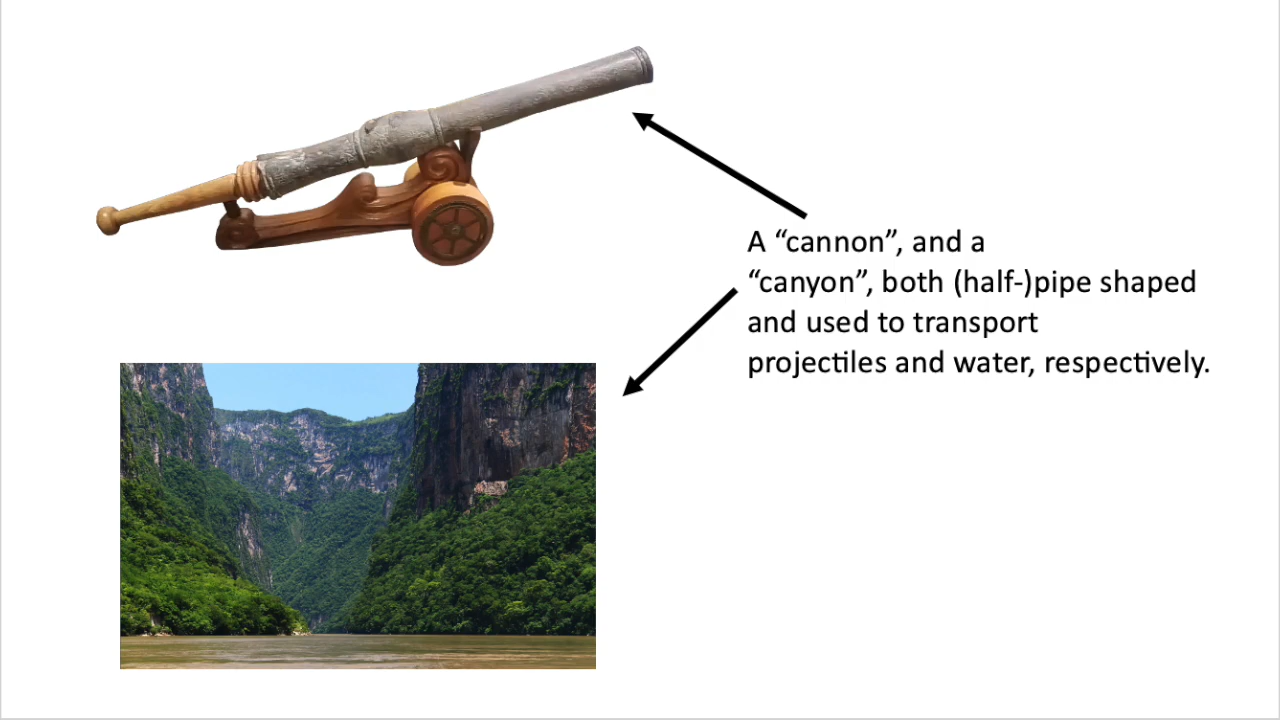 A “cannon”, and a
“canyon”, both (half-)pipe shaped
and used to transport
projectiles and water, respectively.